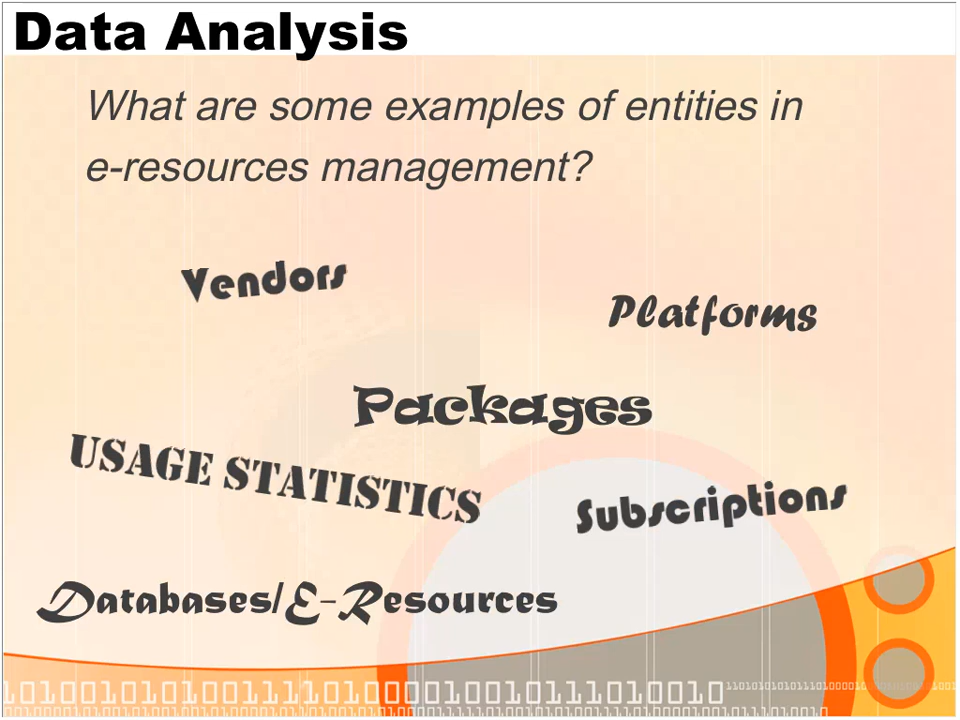 Data Analysis
What are some examples of entities in
e-resources management?
Vendors
Platforms
Packages
USAGE STATISTICS
Subscriptions
Databases/E-Resources